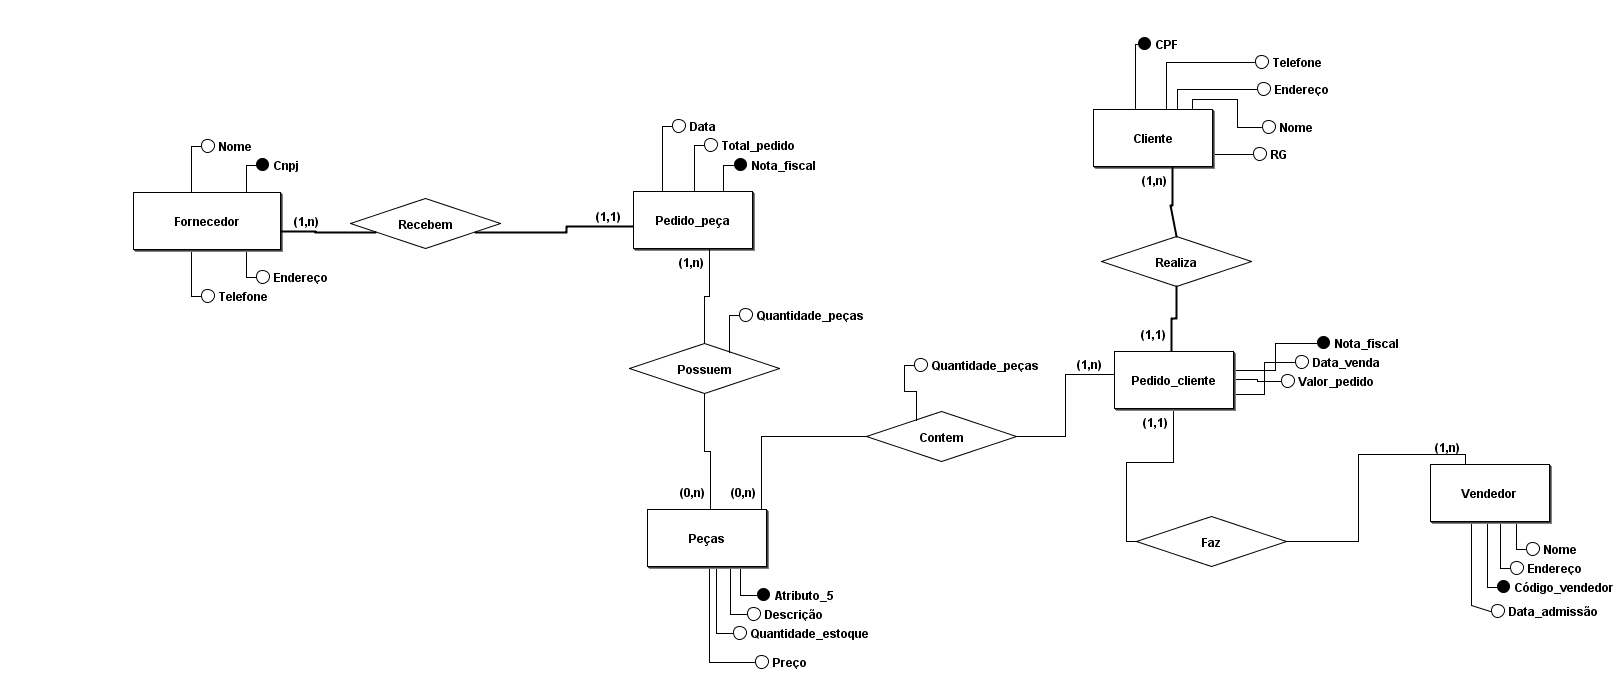 CPF
Telefone
Endereço
Nome
RG
Cliente
(1,n)
Data
Total_pedido
Nota_fiscal
Nome
Cnpj
Fornecedor
(1,n)
Recebem
(1,1)
Pedido_peça
(1,n)
Endereço
Telefone
Realiza
Quantidade_peças
Possuem
(1,1)
Nota_fiscal
Data_venda
Valor_pedido
Pedido_cliente
(1,n)
(1,1)
Quantidade_peças
Contem
(0,n)
(0,n)
Peças
(1,n)
Vendedor
Faz
Nome
Endereço
Código_vendedor
Data_admissão
Atributo_5
Descrição
Quantidade_estoque
Preço